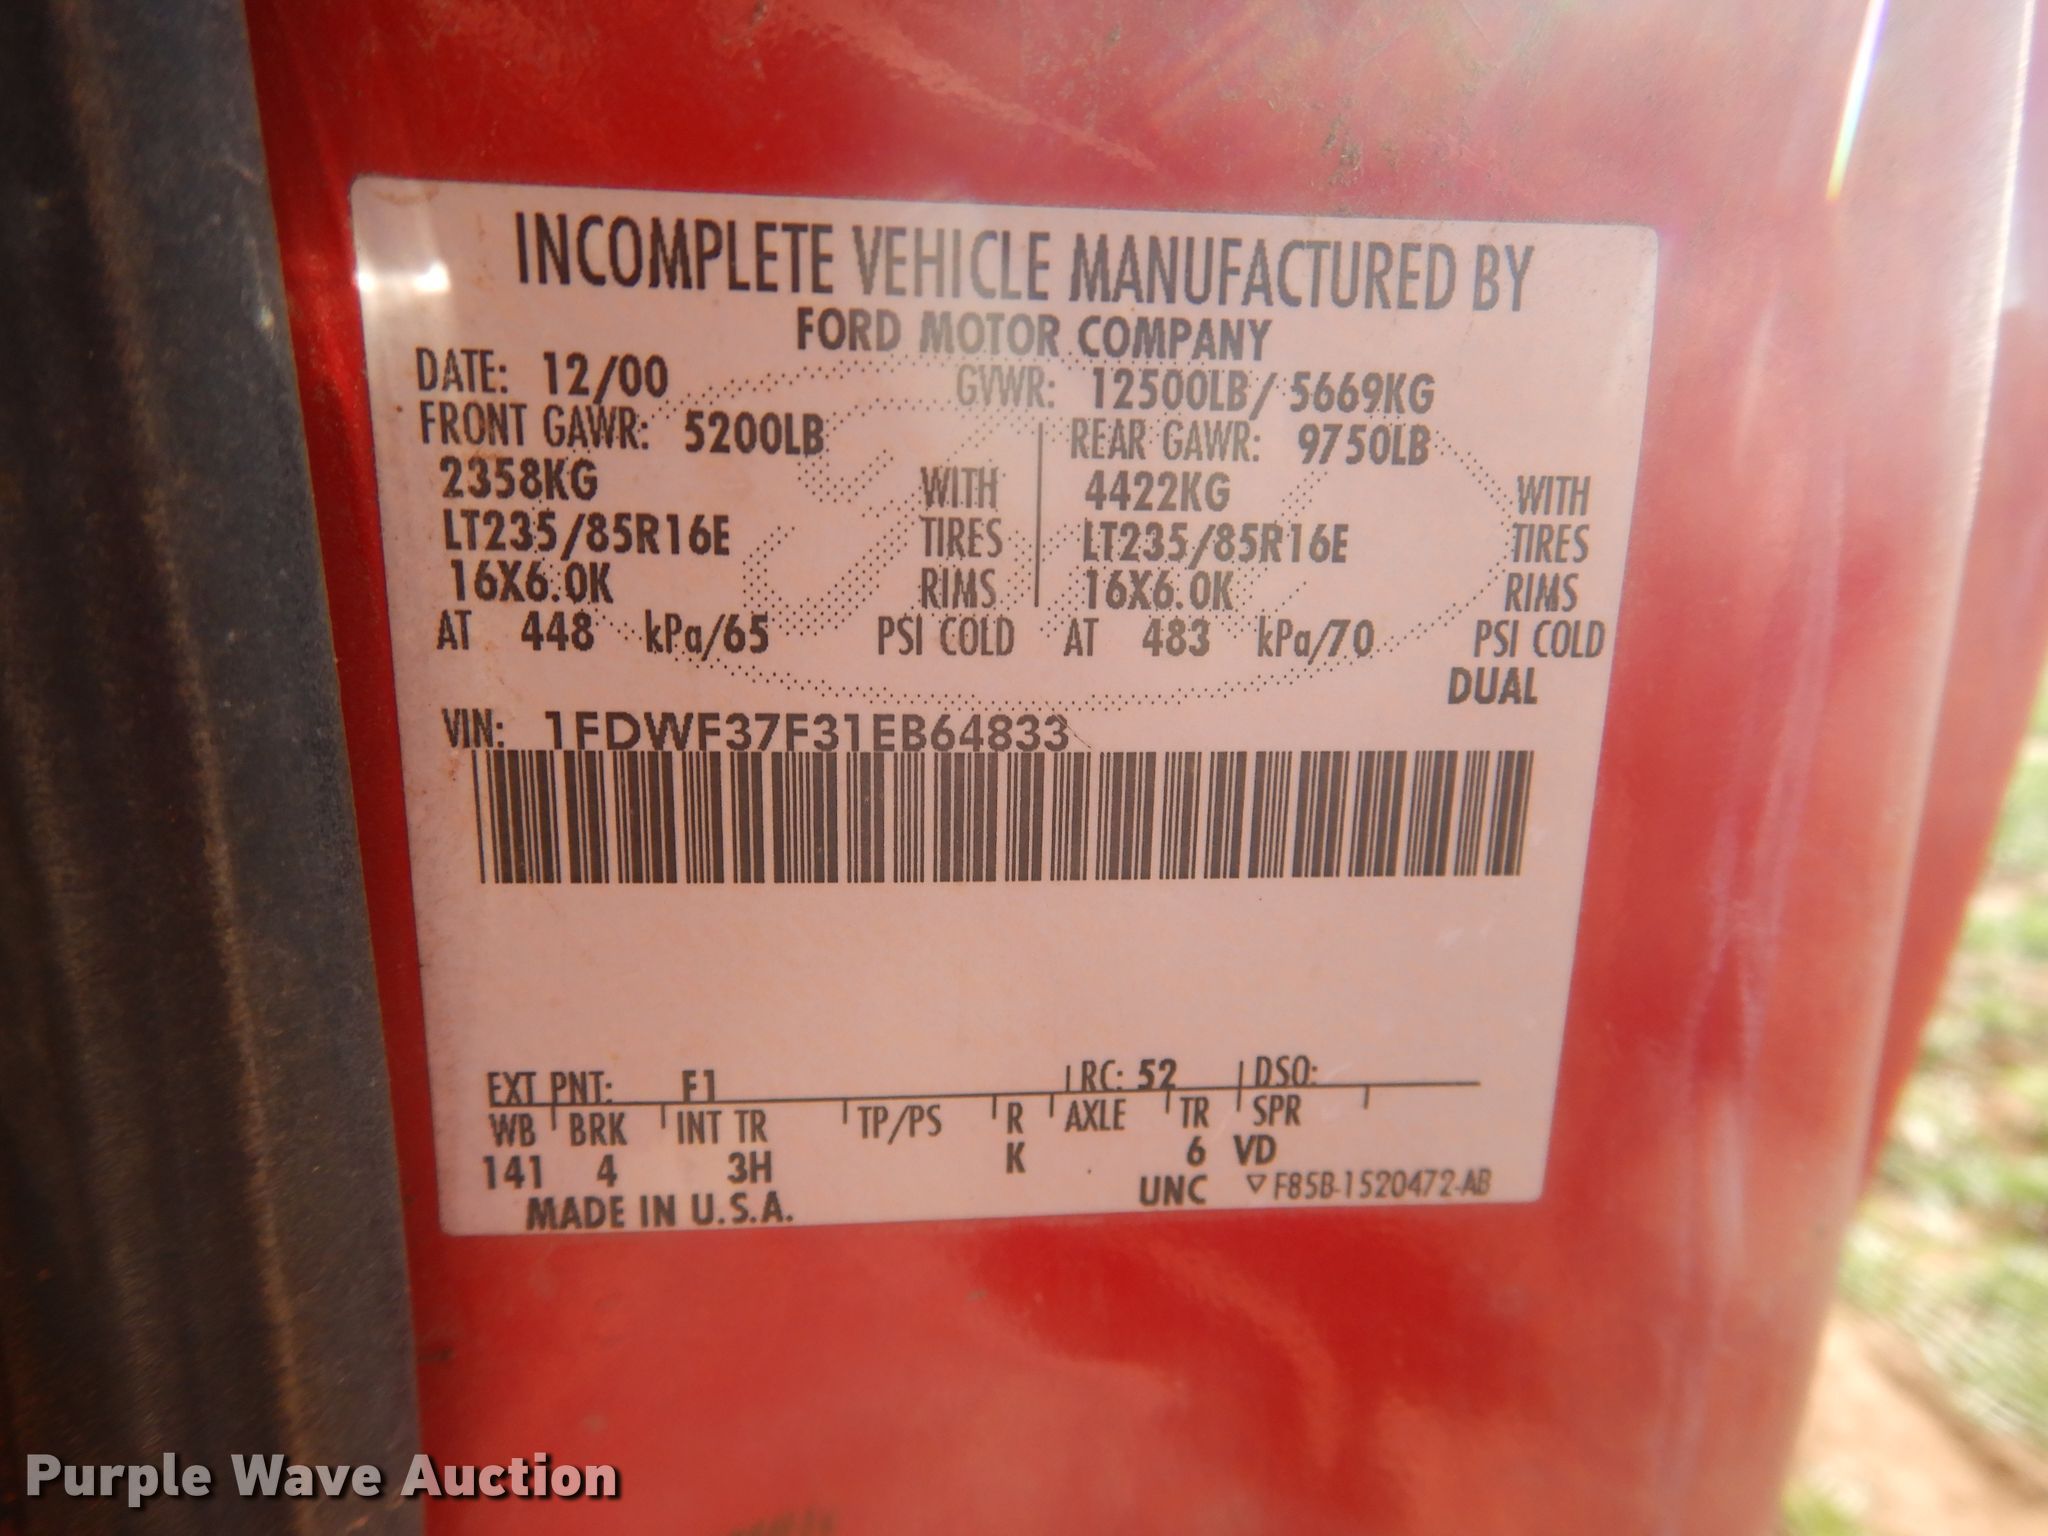 INCOMPLETE VEHICLE MANUFACTURED BY
FORD MOTOR COMPANY
DATE: 12/00 GVWR: 12500LB/ 5669KG
FRONT GAWR: 5200LB REAR GAWR: 9750LB
2358KG WITH 4422KG WITH
LT235/85R16E TIRES LT235/85R16E TIRES
16X6.0K RIMS 16X6.0K RIMS
AT 448 kPa/65 PSI COLD AT 483 kPa/70 PSI COLD
DUAL
VIN: 1FDWF37F31EB64833
EXT PNT: F1 RC: 52 DSO:
WB BRK INT TR TP/PS R AXLE TR SPR
141 4 3H K 6 VD
MADE IN U.S.A. UNC ▽ F85B-1520472-AB
Purple Wave Auction